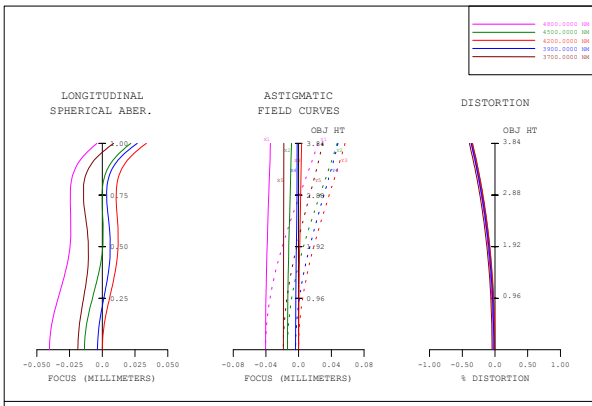 4800.0000 NM
4500.0000 NM
4200.0000 NM
3900.0000 NM
3700.0000 NM
LONGITUDINAL
SPHERICAL ABER.
ASTIGMATIC
FIELD CURVES
DISTORTION
OBJ HT
OBJ HT
1.00
3.84
3.84
0.75
2.88
2.88
0.50
1.92
1.92
0.25
0.96
0.96
-0.050 -0.025 0.0 0.025 0.050
-0.08 -0.04 0.0 0.04 0.08
-1.00 -0.50 0.0 0.50 1.00
FOCUS (MILLIMETERS)
FOCUS (MILLIMETERS)
% DISTORTION